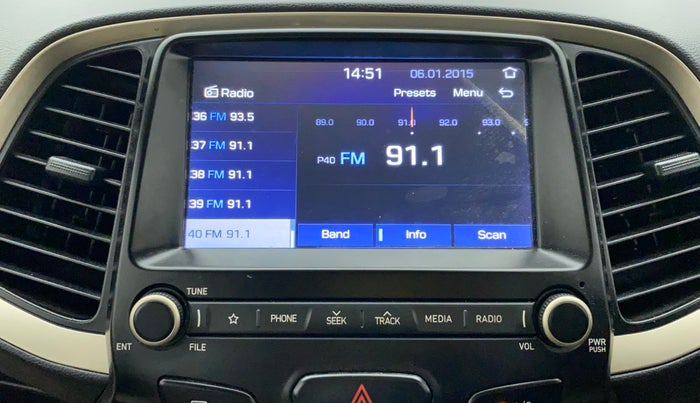 14:51 06.01.2015
Radio Presets Menu
36 FM 93.5
37 FM 91.1
38 FM 91.1
39 FM 91.1
40 FM 91.1
89.0 90.0 91.0 92.0 93.0
P40 FM 91.1
Band Info Scan
TUNE
PHONE SEEK TRACK MEDIA RADIO
ENT FILE VOL PWR PUSH